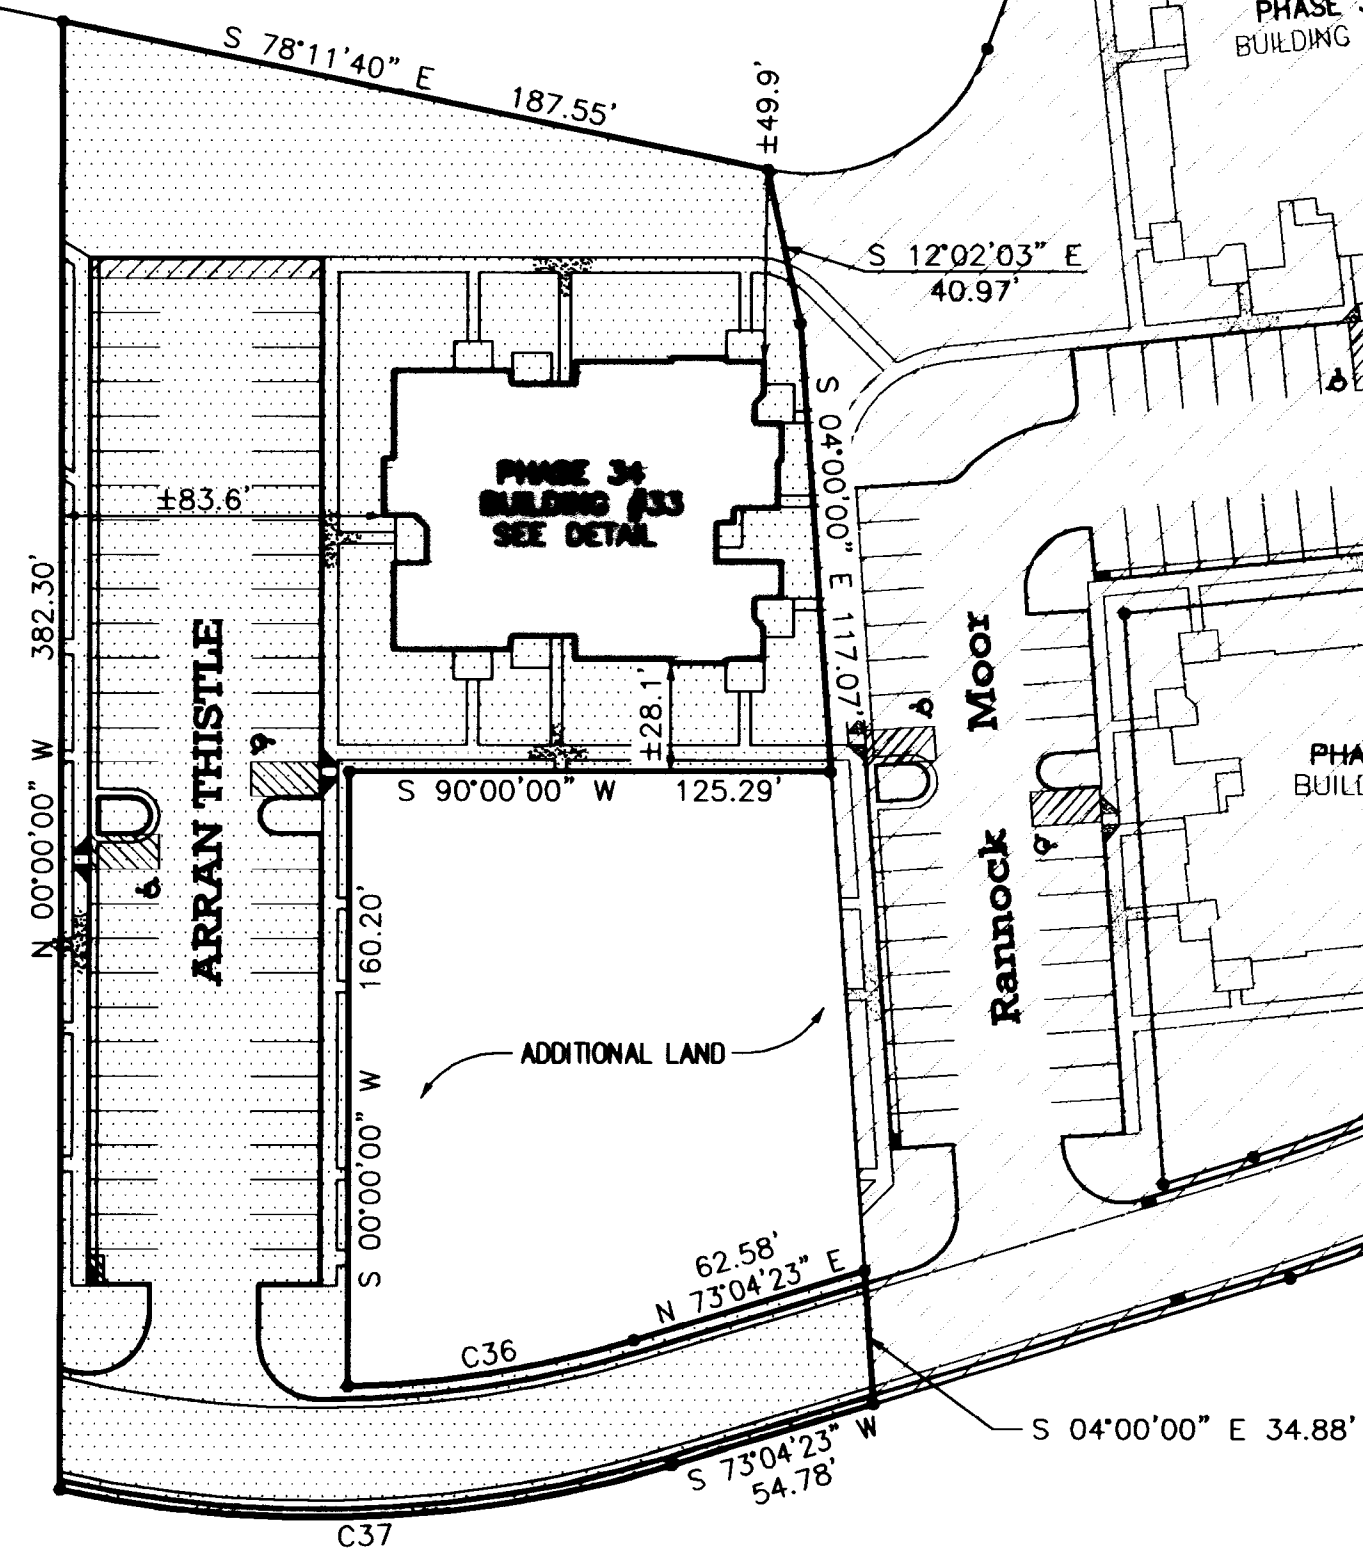 PHASE
BUILDING
S 78°11'40" E
187.55'
±49.9'
S 12°02'03" E
40.97'
S 04°00'00" E 117.07'
PHASE 34
BUILDING #33
SEE DETAIL
±83.6'
N 00°00'00" W 382.30'
ARRAN THISTLE
±28.1'
Rannock Moor
PHA
BUILD
S 90°00'00" W 125.29'
S 00°00'00" W 160.20'
ADDITIONAL LAND
62.58'
N 73°04'23" E
C36
S 04°00'00" E 34.88'
S 73°04'23" W
54.78'
C37